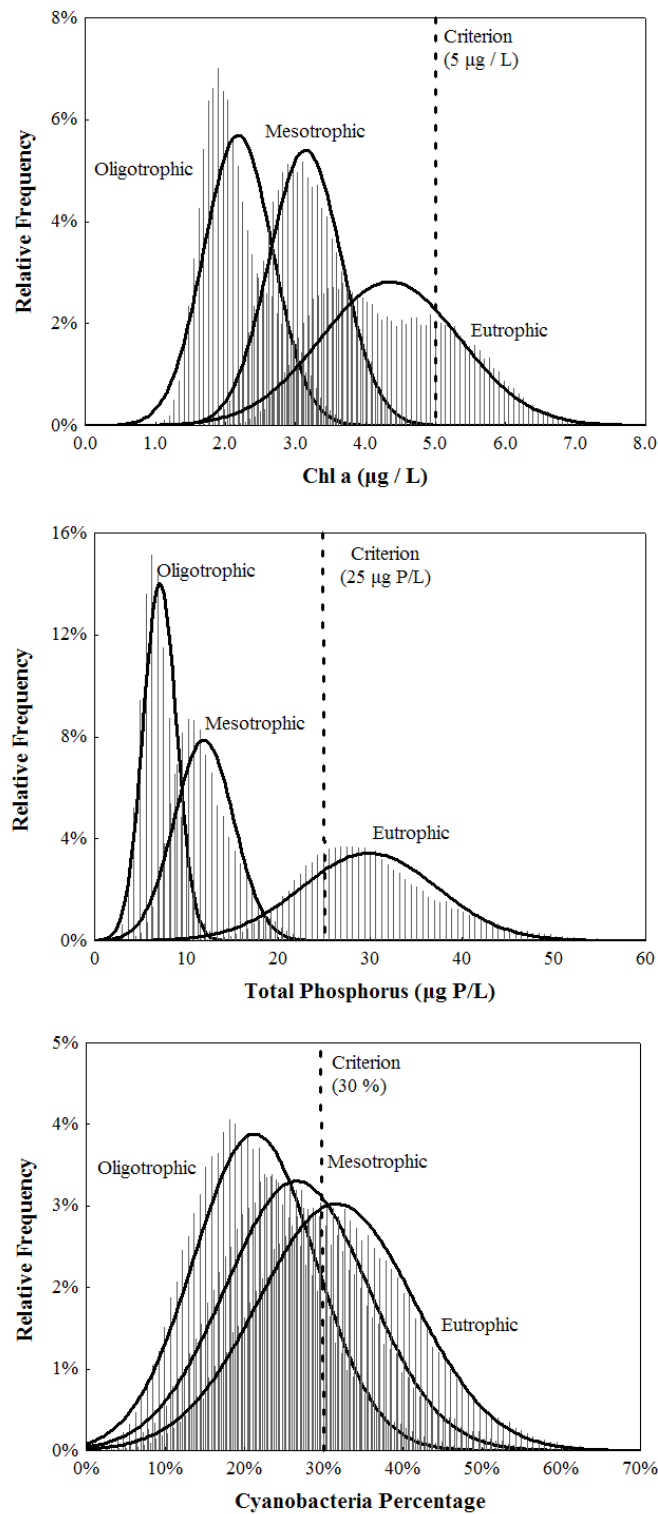 8%
6%
4%
2%
0%
Relative Frequency
Criterion
(5 µg / L)
Mesotrophic
Oligotrophic
Eutrophic
0.0 1.0 2.0 3.0 4.0 5.0 6.0 7.0 8.0
Chl a (µg / L)
16%
12%
8%
4%
0%
Relative Frequency
Oligotrophic
Criterion
(25 µg P/L)
Mesotrophic
Eutrophic
0 10 20 30 40 50 60
Total Phosphorus (µg P/L)
5%
4%
3%
2%
1%
0%
Relative Frequency
Criterion
(30 %)
Oligotrophic
Mesotrophic
Eutrophic
0% 10% 20% 30% 40% 50% 60% 70%
Cyanobacteria Percentage